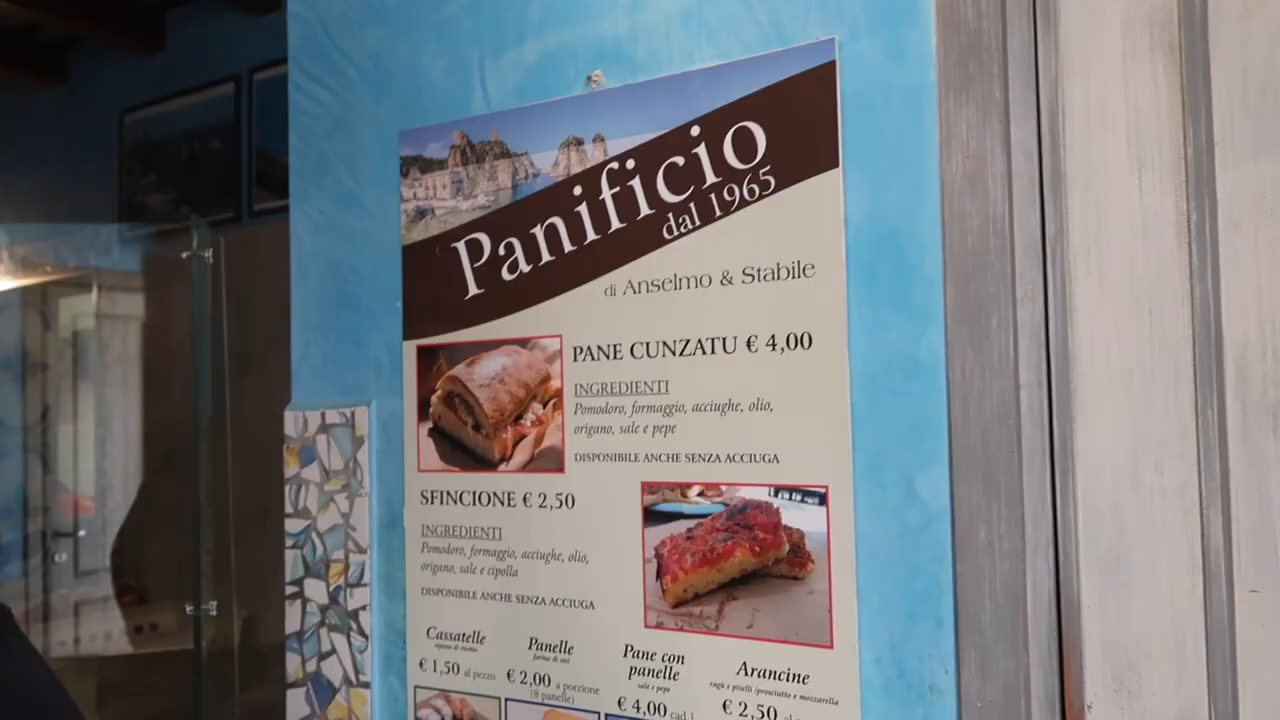 Panificio
dal 1965
di Anselmo & Stabile
PANE CUNZATU € 4,00
INGREDIENTI
Pomodoro, formaggio, acciughe, olio,
origano, sale e pepe
DISPONIBILE ANCHE SENZA ACCIUGA
SFINCIONE € 2,50
INGREDIENTI
Pomodoro, formaggio, acciughe, olio,
origano, sale e cipolla
DISPONIBILE ANCHE SENZA ACCIUGA
Cassatelle
ripiene di ricotta
€ 1,50 al pezzo
Panelle
farina di ceci
€ 2,00 a porzione
(8 panelle)
Pane con
panelle
sale e pepe
€ 4,00 cad.
Arancine
ragù e piselli /prosciutto e mozzarella
€ 2,50